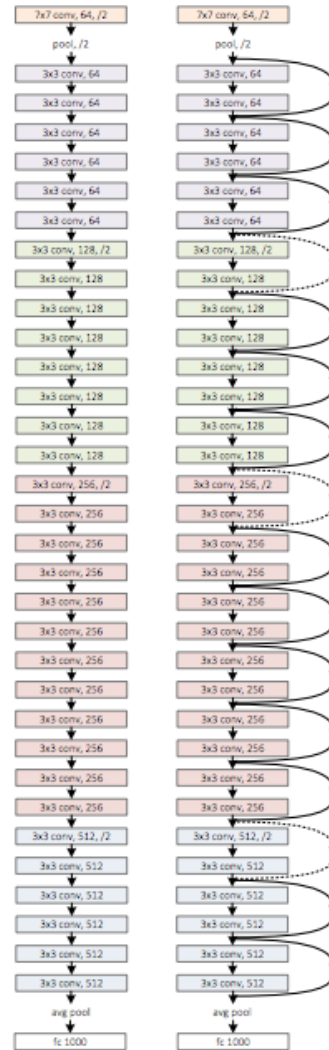 7x7 conv, 64, /2
pool, /2
3x3 conv, 64
3x3 conv, 64
3x3 conv, 64
3x3 conv, 64
3x3 conv, 64
3x3 conv, 64
3x3 conv, 128, /2
3x3 conv, 128
3x3 conv, 128
3x3 conv, 128
3x3 conv, 128
3x3 conv, 128
3x3 conv, 128
3x3 conv, 128
3x3 conv, 256, /2
3x3 conv, 256
3x3 conv, 256
3x3 conv, 256
3x3 conv, 256
3x3 conv, 256
3x3 conv, 256
3x3 conv, 256
3x3 conv, 256
3x3 conv, 256
3x3 conv, 256
3x3 conv, 256
3x3 conv, 512, /2
3x3 conv, 512
3x3 conv, 512
3x3 conv, 512
3x3 conv, 512
3x3 conv, 512
avg pool
fc 1000
7x7 conv, 64, /2
pool, /2
3x3 conv, 64
3x3 conv, 64
3x3 conv, 64
3x3 conv, 64
3x3 conv, 64
3x3 conv, 64
3x3 conv, 128, /2
3x3 conv, 128
3x3 conv, 128
3x3 conv, 128
3x3 conv, 128
3x3 conv, 128
3x3 conv, 128
3x3 conv, 128
3x3 conv, 256, /2
3x3 conv, 256
3x3 conv, 256
3x3 conv, 256
3x3 conv, 256
3x3 conv, 256
3x3 conv, 256
3x3 conv, 256
3x3 conv, 256
3x3 conv, 256
3x3 conv, 256
3x3 conv, 256
3x3 conv, 512, /2
3x3 conv, 512
3x3 conv, 512
3x3 conv, 512
3x3 conv, 512
3x3 conv, 512
avg pool
fc 1000